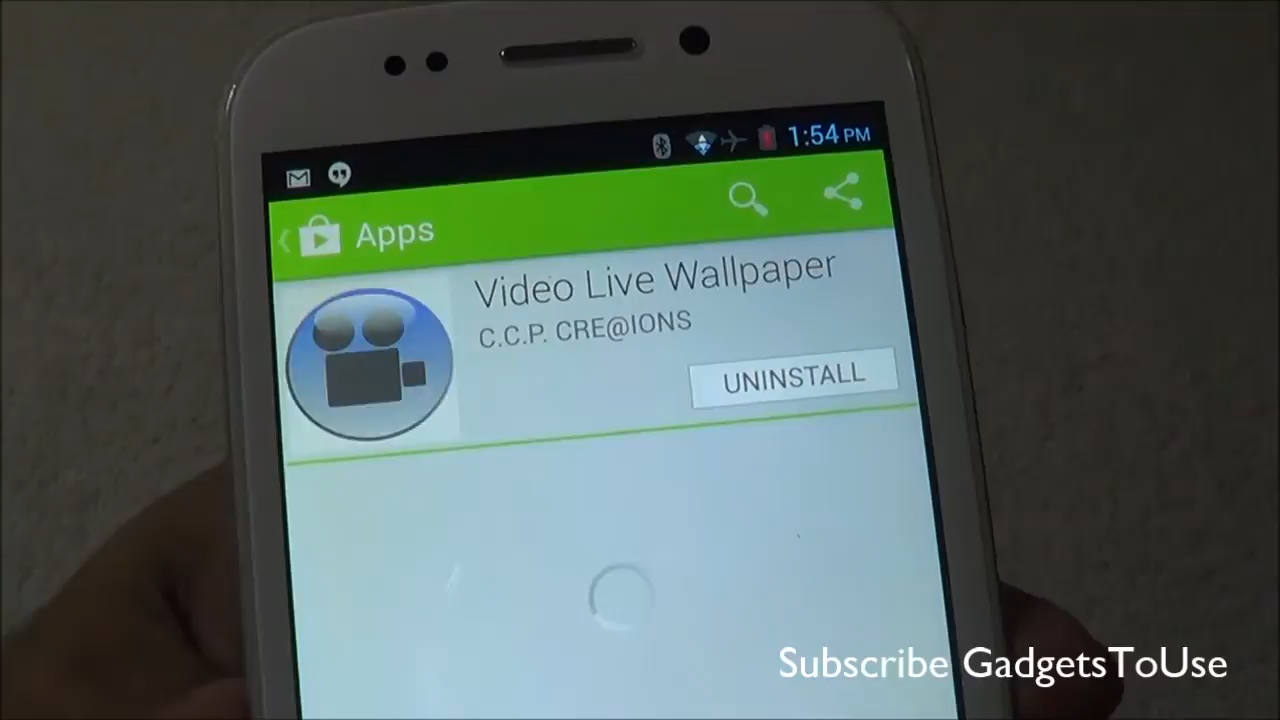 1:54 PM
Apps
Video Live Wallpaper
C.C.P. CRE@IONS
UNINSTALL
Subscribe GadgetsToUse